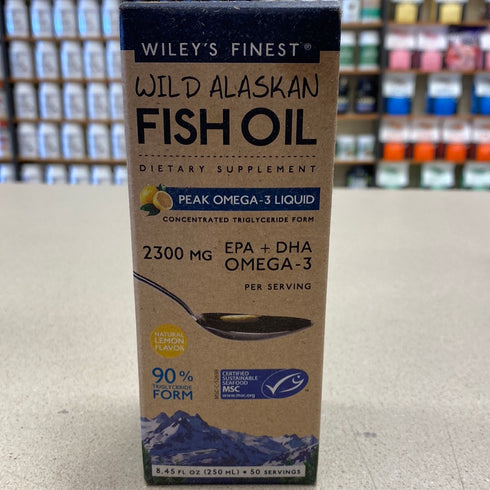 WILEY'S FINEST®
WILD ALASKAN
FISH OIL
DIETARY SUPPLEMENT
PEAK OMEGA-3 LIQUID
CONCENTRATED TRIGLYCERIDE FORM
2300 MG EPA + DHA
OMEGA-3
PER SERVING
NATURAL
LEMON
FLAVOR
90%
TRIGLYCERIDE
FORM
CERTIFIED
SUSTAINABLE
SEAFOOD
MSC
www.msc.org
8.45 FL OZ (250 ML) • 50 SERVINGS